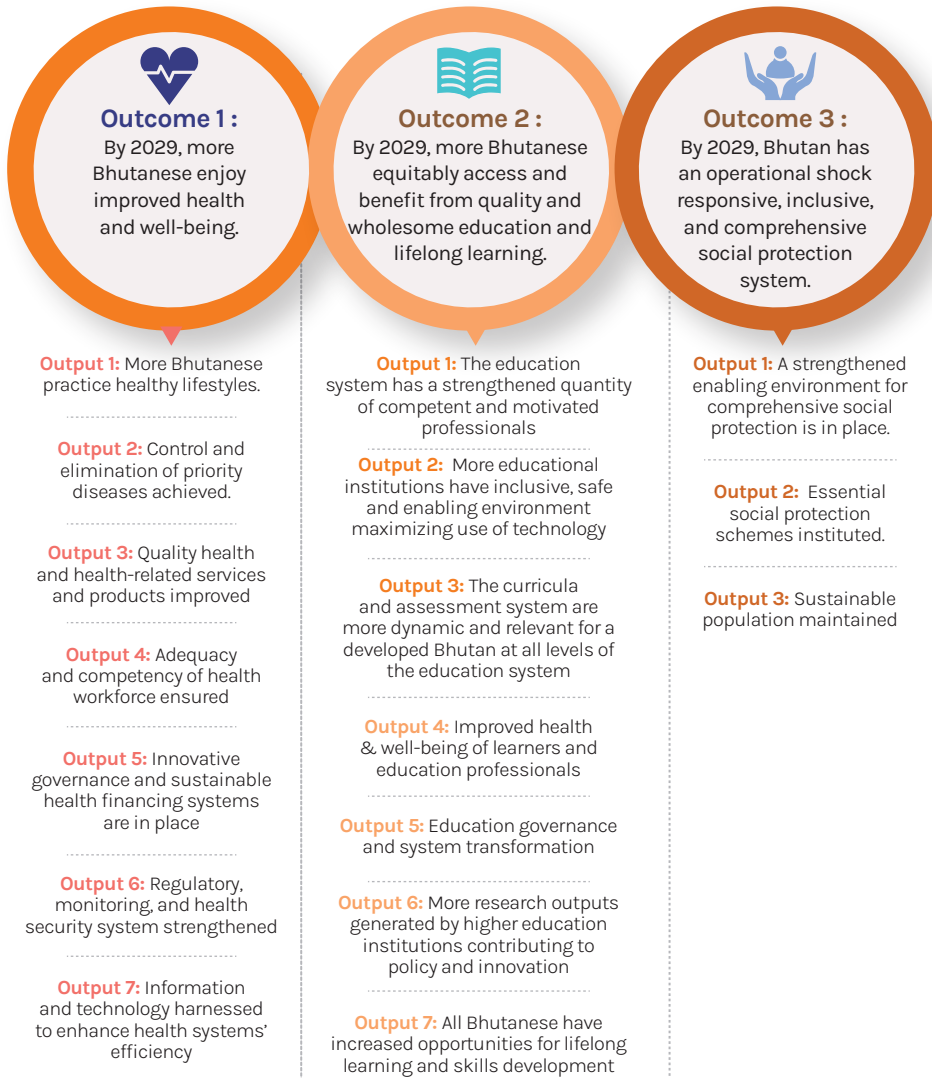 Outcome 1 :
By 2029, more
Bhutanese enjoy
improved health
and well-being.
Output 1: More Bhutanese
practice healthy lifestyles.
Output 2: Control and
elimination of priority
diseases achieved.
Output 3: Quality health
and health-related services
and products improved
Output 4: Adequacy
and competency of health
workforce ensured
Output 5: Innovative
governance and sustainable
health financing systems
are in place
Output 6: Regulatory,
monitoring, and health
security system strengthened
Output 7: Information
and technology harnessed
to enhance health systems'
efficiency
Outcome 2 :
By 2029, more Bhutanese
equitably access and
benefit from quality and
wholesome education and
lifelong learning.
Output 1: The education
system has a strengthened quantity
of competent and motivated
professionals
Output 2: More educational
institutions have inclusive, safe
and enabling environment
maximizing use of technology
Output 3: The curricula
and assessment system are
more dynamic and relevant for a
developed Bhutan at all levels of
the education system
Output 4: Improved health
& well-being of learners and
education professionals
Output 5: Education governance
and system transformation
Output 6: More research outputs
generated by higher education
institutions contributing to
policy and innovation
Output 7: All Bhutanese have
increased opportunities for lifelong
learning and skills development
Outcome 3 :
By 2029, Bhutan has
an operational shock
responsive, inclusive,
and comprehensive
social protection
system.
Output 1: A strengthened
enabling environment for
comprehensive social
protection is in place.
Output 2: Essential
social protection
schemes instituted.
Output 3: Sustainable
population maintained